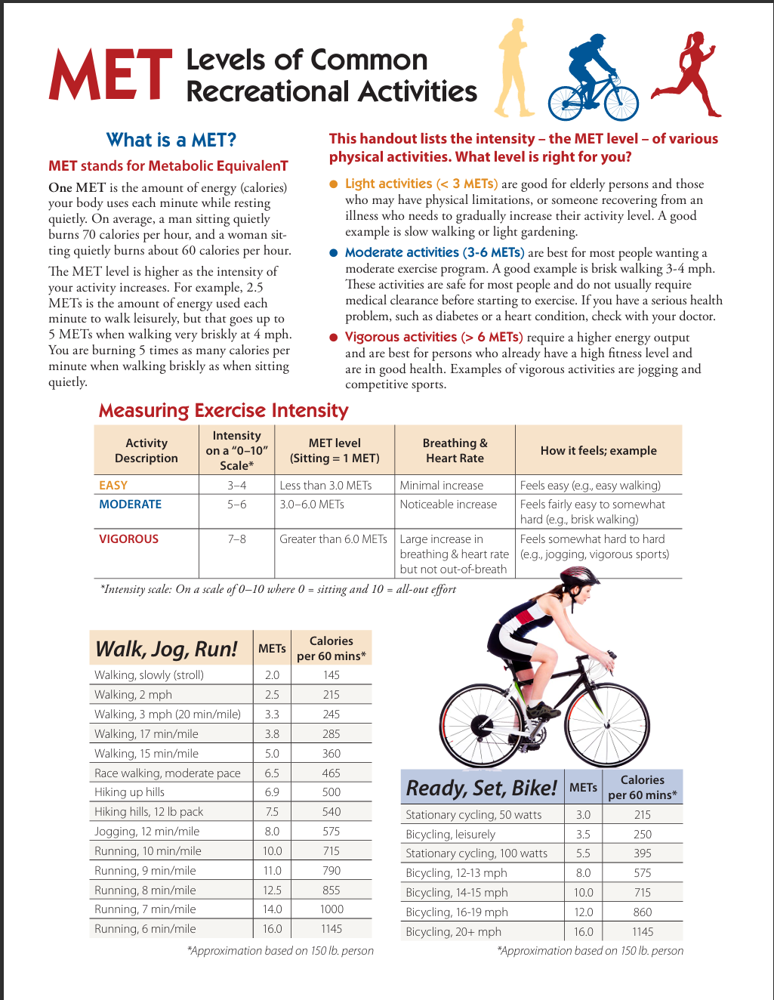 MET Levels of Common
Recreational Activities
What is a MET?
MET stands for Metabolic EquivalenT
One MET is the amount of energy (calories)
your body uses each minute while resting
quietly. On average, a man sitting quietly
burns 70 calories per hour, and a woman sit-
ting quietly burns about 60 calories per hour.
The MET level is higher as the intensity of
your activity increases. For example, 2.5
METs is the amount of energy used each
minute to walk leisurely, but that goes up to
5 METs when walking very briskly at 4 mph.
You are burning 5 times as many calories per
minute when walking briskly as when sitting
quietly.
This handout lists the intensity – the MET level – of various
physical activities. What level is right for you?
● Light activities (< 3 METs) are good for elderly persons and those
who may have physical limitations, or someone recovering from an
illness who needs to gradually increase their activity level. A good
example is slow walking or light gardening.
● Moderate activities (3-6 METs) are best for most people wanting a
moderate exercise program. A good example is brisk walking 3-4 mph.
These activities are safe for most people and do not usually require
medical clearance before starting to exercise. If you have a serious health
problem, such as diabetes or a heart condition, check with your doctor.
● Vigorous activities (> 6 METs) require a higher energy output
and are best for persons who already have a high fitness level and
are in good health. Examples of vigorous activities are jogging and
competitive sports.
Measuring Exercise Intensity
Activity Description | Intensity on a “0–10” Scale* | MET level (Sitting = 1 MET) | Breathing & Heart Rate | How it feels; example
EASY | 3–4 | Less than 3.0 METs | Minimal increase | Feels easy (e.g., easy walking)
MODERATE | 5–6 | 3.0–6.0 METs | Noticeable increase | Feels fairly easy to somewhat hard (e.g., brisk walking)
VIGOROUS | 7–8 | Greater than 6.0 METs | Large increase in breathing & heart rate but not out-of-breath | Feels somewhat hard to hard (e.g., jogging, vigorous sports)
*Intensity scale: On a scale of 0–10 where 0 = sitting and 10 = all-out effort
Walk, Jog, Run! | METs | Calories per 60 mins*
Walking, slowly (stroll) | 2.0 | 145
Walking, 2 mph | 2.5 | 215
Walking, 3 mph (20 min/mile) | 3.3 | 245
Walking, 17 min/mile | 3.8 | 285
Walking, 15 min/mile | 5.0 | 360
Race walking, moderate pace | 6.5 | 465
Hiking up hills | 6.9 | 500
Hiking hills, 12 lb pack | 7.5 | 540
Jogging, 12 min/mile | 8.0 | 575
Running, 10 min/mile | 10.0 | 715
Running, 9 min/mile | 11.0 | 790
Running, 8 min/mile | 12.5 | 855
Running, 7 min/mile | 14.0 | 1000
Running, 6 min/mile | 16.0 | 1145
*Approximation based on 150 lb. person
Ready, Set, Bike! | METs | Calories per 60 mins*
Stationary cycling, 50 watts | 3.0 | 215
Bicycling, leisurely | 3.5 | 250
Stationary cycling, 100 watts | 5.5 | 395
Bicycling, 12-13 mph | 8.0 | 575
Bicycling, 14-15 mph | 10.0 | 715
Bicycling, 16-19 mph | 12.0 | 860
Bicycling, 20+ mph | 16.0 | 1145
*Approximation based on 150 lb. person